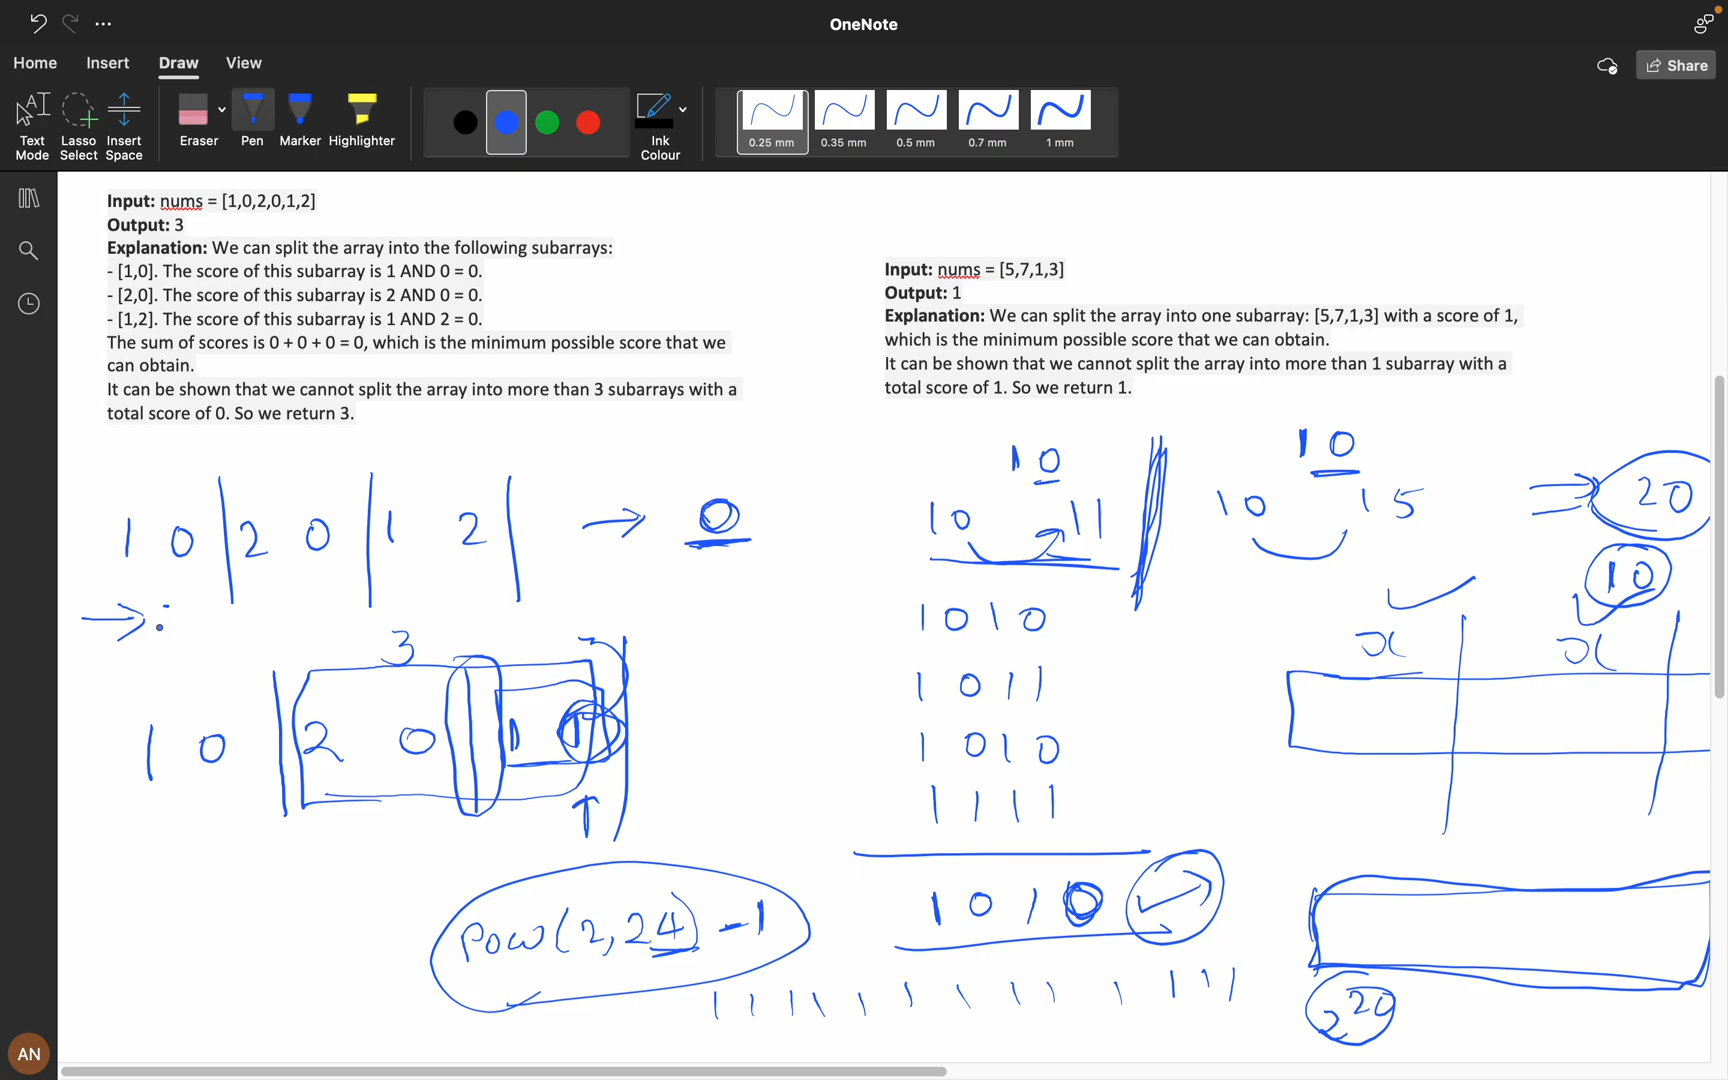 OneNote
Home Insert Draw View
Share
Text Mode
Lasso Select
Insert Space
Eraser
Pen
Marker
Highlighter
Ink Colour
0.25 mm
0.35 mm
0.5 mm
0.7 mm
1 mm
Input: nums = [1,0,2,0,1,2]
Output: 3
Explanation: We can split the array into the following subarrays:
- [1,0]. The score of this subarray is 1 AND 0 = 0.
- [2,0]. The score of this subarray is 2 AND 0 = 0.
- [1,2]. The score of this subarray is 1 AND 2 = 0.
The sum of scores is 0 + 0 + 0 = 0, which is the minimum possible score that we
can obtain.
It can be shown that we cannot split the array into more than 3 subarrays with a
total score of 0. So we return 3.
Input: nums = [5,7,1,3]
Output: 1
Explanation: We can split the array into one subarray: [5,7,1,3] with a score of 1,
which is the minimum possible score that we can obtain.
It can be shown that we cannot split the array into more than 1 subarray with a
total score of 1. So we return 1.
1 0 | 2 0 | 1 2 | → 0
3
1 0 2 0 1
Pow(2,24) - 1
10
10 11
1010
1011
1010
1111
1010
10
10 15
⇒ 20
10
x x
2^20
AN